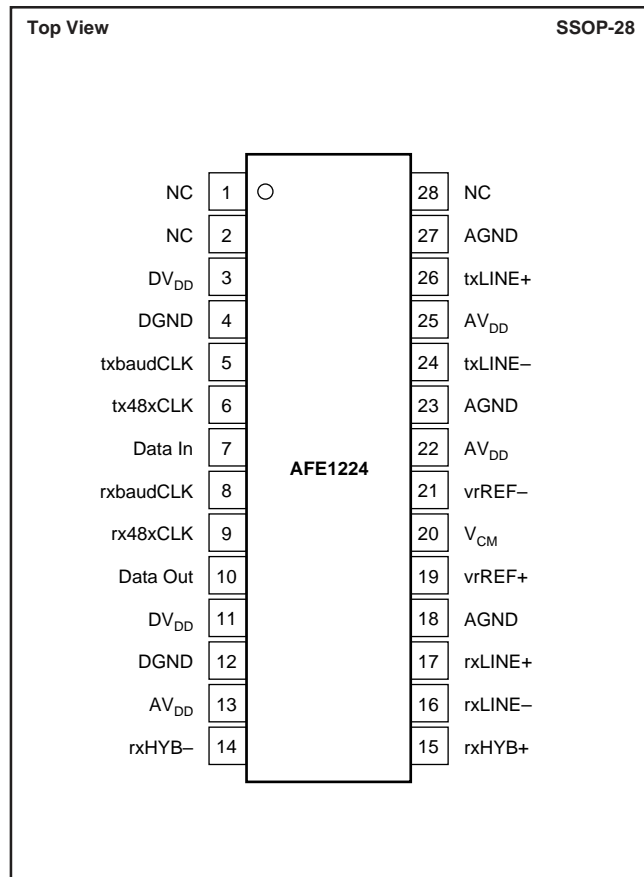 Top View SSOP-28
NC 1 28 NC
NC 2 27 AGND
DVDD 3 26 txLINE+
DGND 4 25 AVDD
txbaudCLK 5 24 txLINE–
tx48xCLK 6 23 AGND
Data In 7 22 AVDD
AFE1224
rxbaudCLK 8 21 vrREF–
rx48xCLK 9 20 VCM
Data Out 10 19 vrREF+
DVDD 11 18 AGND
DGND 12 17 rxLINE+
AVDD 13 16 rxLINE–
rxHYB– 14 15 rxHYB+